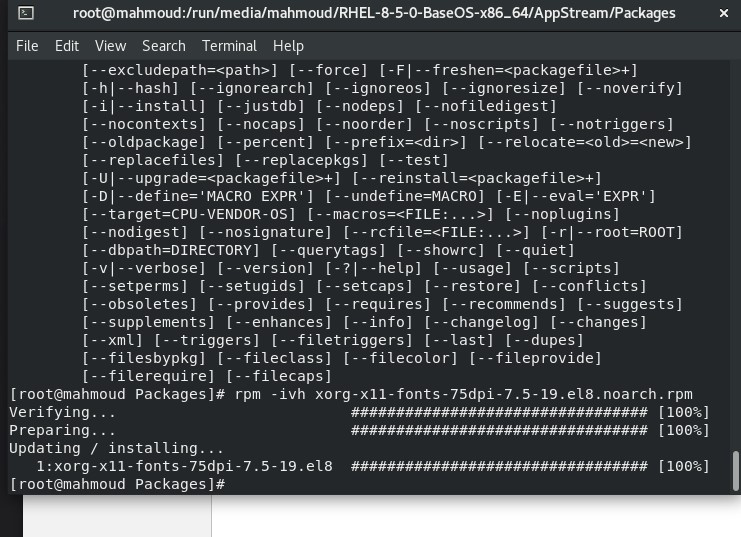 root@mahmoud:/run/media/mahmoud/RHEL-8-5-0-BaseOS-x86_64/AppStream/Packages ×
File Edit View Search Terminal Help
[--excludepath=<path>] [--force] [-F|--freshen=<packagefile>+]
[-h|--hash] [--ignorearch] [--ignoreos] [--ignoresize] [--noverify]
[-i|--install] [--justdb] [--nodeps] [--nofiledigest]
[--nocontexts] [--nocaps] [--noorder] [--noscripts] [--notriggers]
[--oldpackage] [--percent] [--prefix=<dir>] [--relocate=<old>=<new>]
[--replacefiles] [--replacepkgs] [--test]
[-U|--upgrade=<packagefile>+] [--reinstall=<packagefile>+]
[-D|--define='MACRO EXPR'] [--undefine=MACRO] [-E|--eval='EXPR']
[--target=CPU-VENDOR-OS] [--macros=<FILE:...>] [--noplugins]
[--nodigest] [--nosignature] [--rcfile=<FILE:...>] [-r|--root=ROOT]
[--dbpath=DIRECTORY] [--querytags] [--showrc] [--quiet]
[-v|--verbose] [--version] [-?|--help] [--usage] [--scripts]
[--setperms] [--setugids] [--setcaps] [--restore] [--conflicts]
[--obsoletes] [--provides] [--requires] [--recommends] [--suggests]
[--supplements] [--enhances] [--info] [--changelog] [--changes]
[--xml] [--triggers] [--filetriggers] [--last] [--dupes]
[--filesbypkg] [--fileclass] [--filecolor] [--fileprovide]
[--filerequire] [--filecaps]
[root@mahmoud Packages]# rpm -ivh xorg-x11-fonts-75dpi-7.5-19.el8.noarch.rpm
Verifying... ################################# [100%]
Preparing... ################################# [100%]
Updating / installing...
1:xorg-x11-fonts-75dpi-7.5-19.el8 ################################# [100%]
[root@mahmoud Packages]#